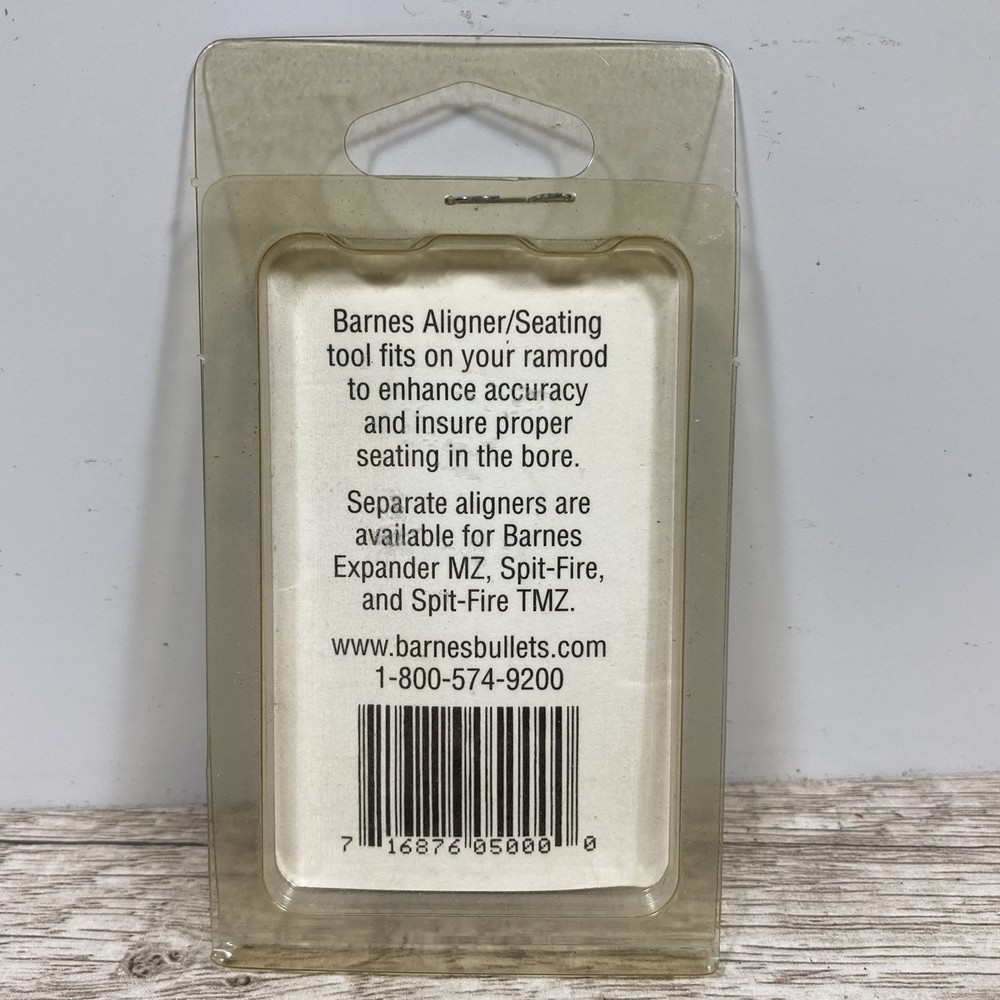 Barnes Aligner/Seating
tool fits on your ramrod
to enhance accuracy
and insure proper
seating in the bore.
Separate aligners are
available for Barnes
Expander MZ, Spit-Fire,
and Spit-Fire TMZ.
www.barnesbullets.com
1-800-574-9200
7 16876 05000 0